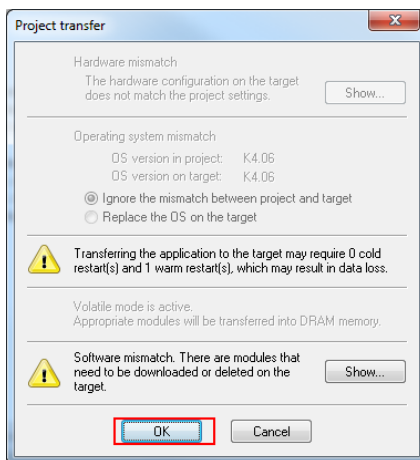 Project transfer
Hardware mismatch
The hardware configuration on the target
does not match the project settings.
Show...
Operating system mismatch
OS version in project: K4.06
OS version on target: K4.06
Ignore the mismatch between project and target
Replace the OS on the target
Transferring the application to the target may require 0 cold
restart(s) and 1 warm restart(s), which may result in data loss.
Volatile mode is active.
Appropriate modules will be transferred into DRAM memory.
Software mismatch. There are modules that
need to be downloaded or deleted on the
target.
Show...
OK
Cancel